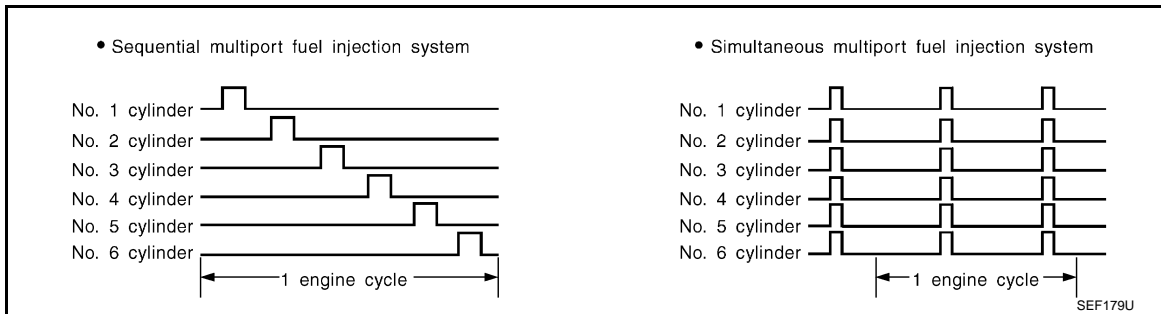 • Sequential multiport fuel injection system
No. 1 cylinder
No. 2 cylinder
No. 3 cylinder
No. 4 cylinder
No. 5 cylinder
No. 6 cylinder
1 engine cycle
• Simultaneous multiport fuel injection system
No. 1 cylinder
No. 2 cylinder
No. 3 cylinder
No. 4 cylinder
No. 5 cylinder
No. 6 cylinder
1 engine cycle
SEF179U